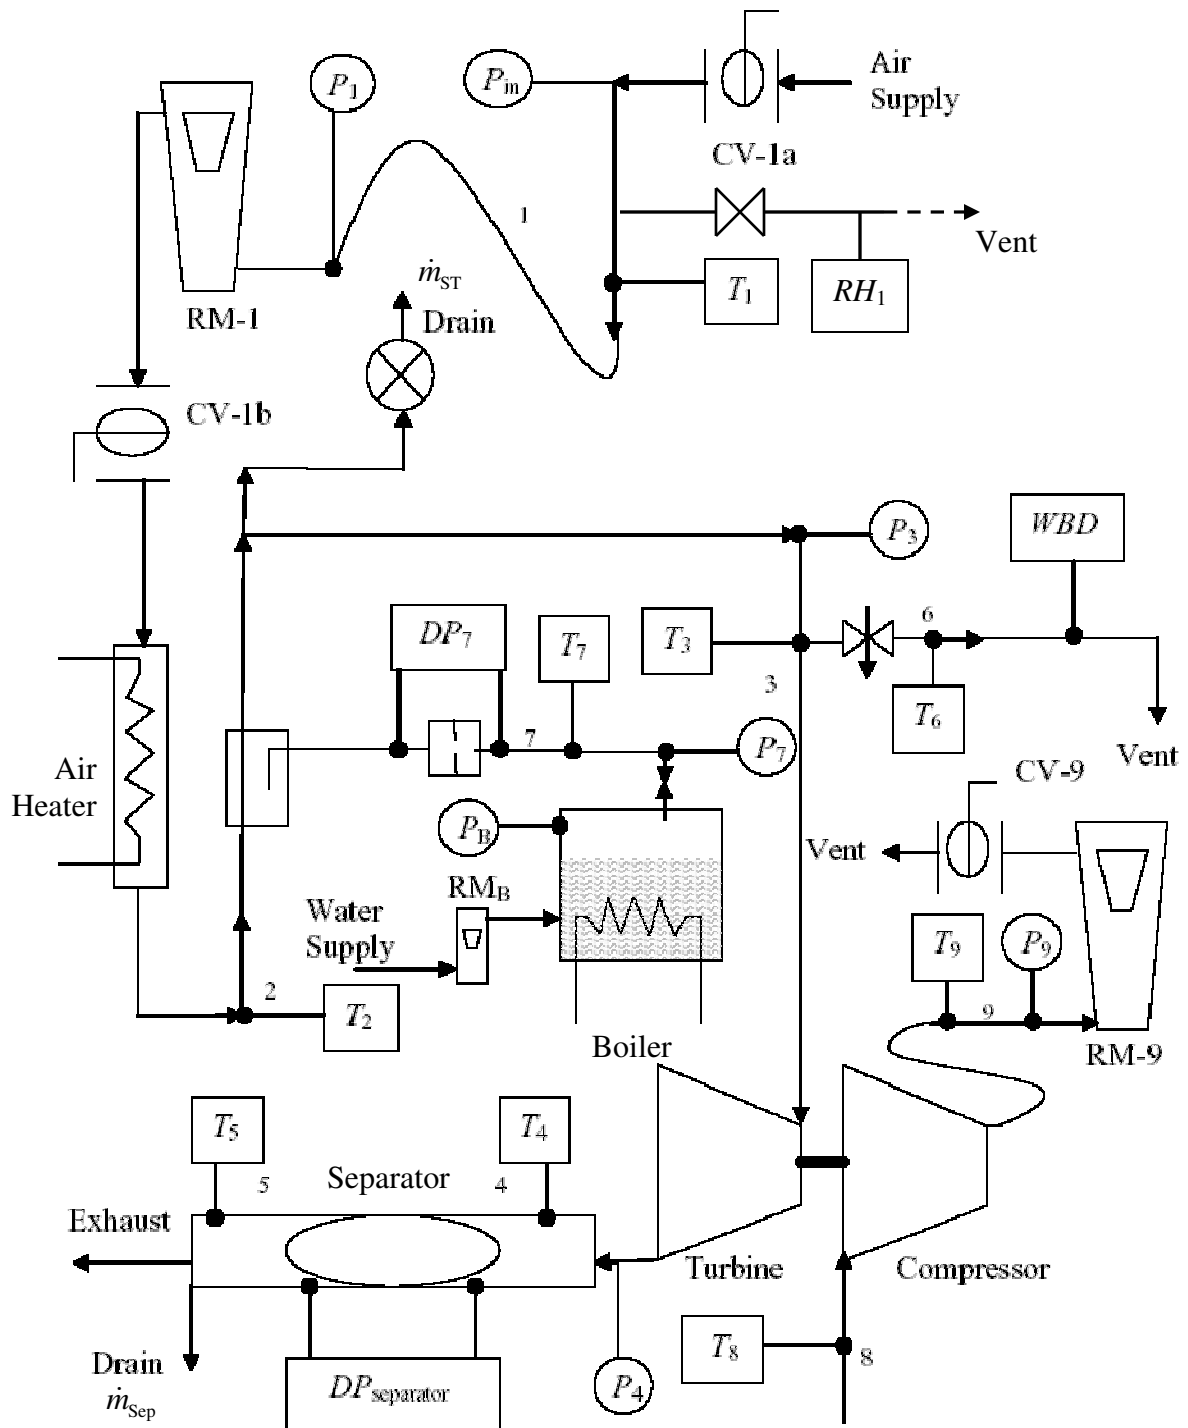 P1
Pin
Air
Supply
CV-1a
1
Vent
T1
RH1
RM-1
ṁST
Drain
CV-1b
P3
WBD
DP7
T7
T3
6
3
T6
7
P7
Vent
Air
Heater
CV-9
PB
Vent
RMB
Water
Supply
T9
P9
2
T2
9
Boiler
RM-9
T5
T4
5
Separator
4
Exhaust
Turbine
Compressor
T8
8
Drain
ṁSep
DPseparator
P4